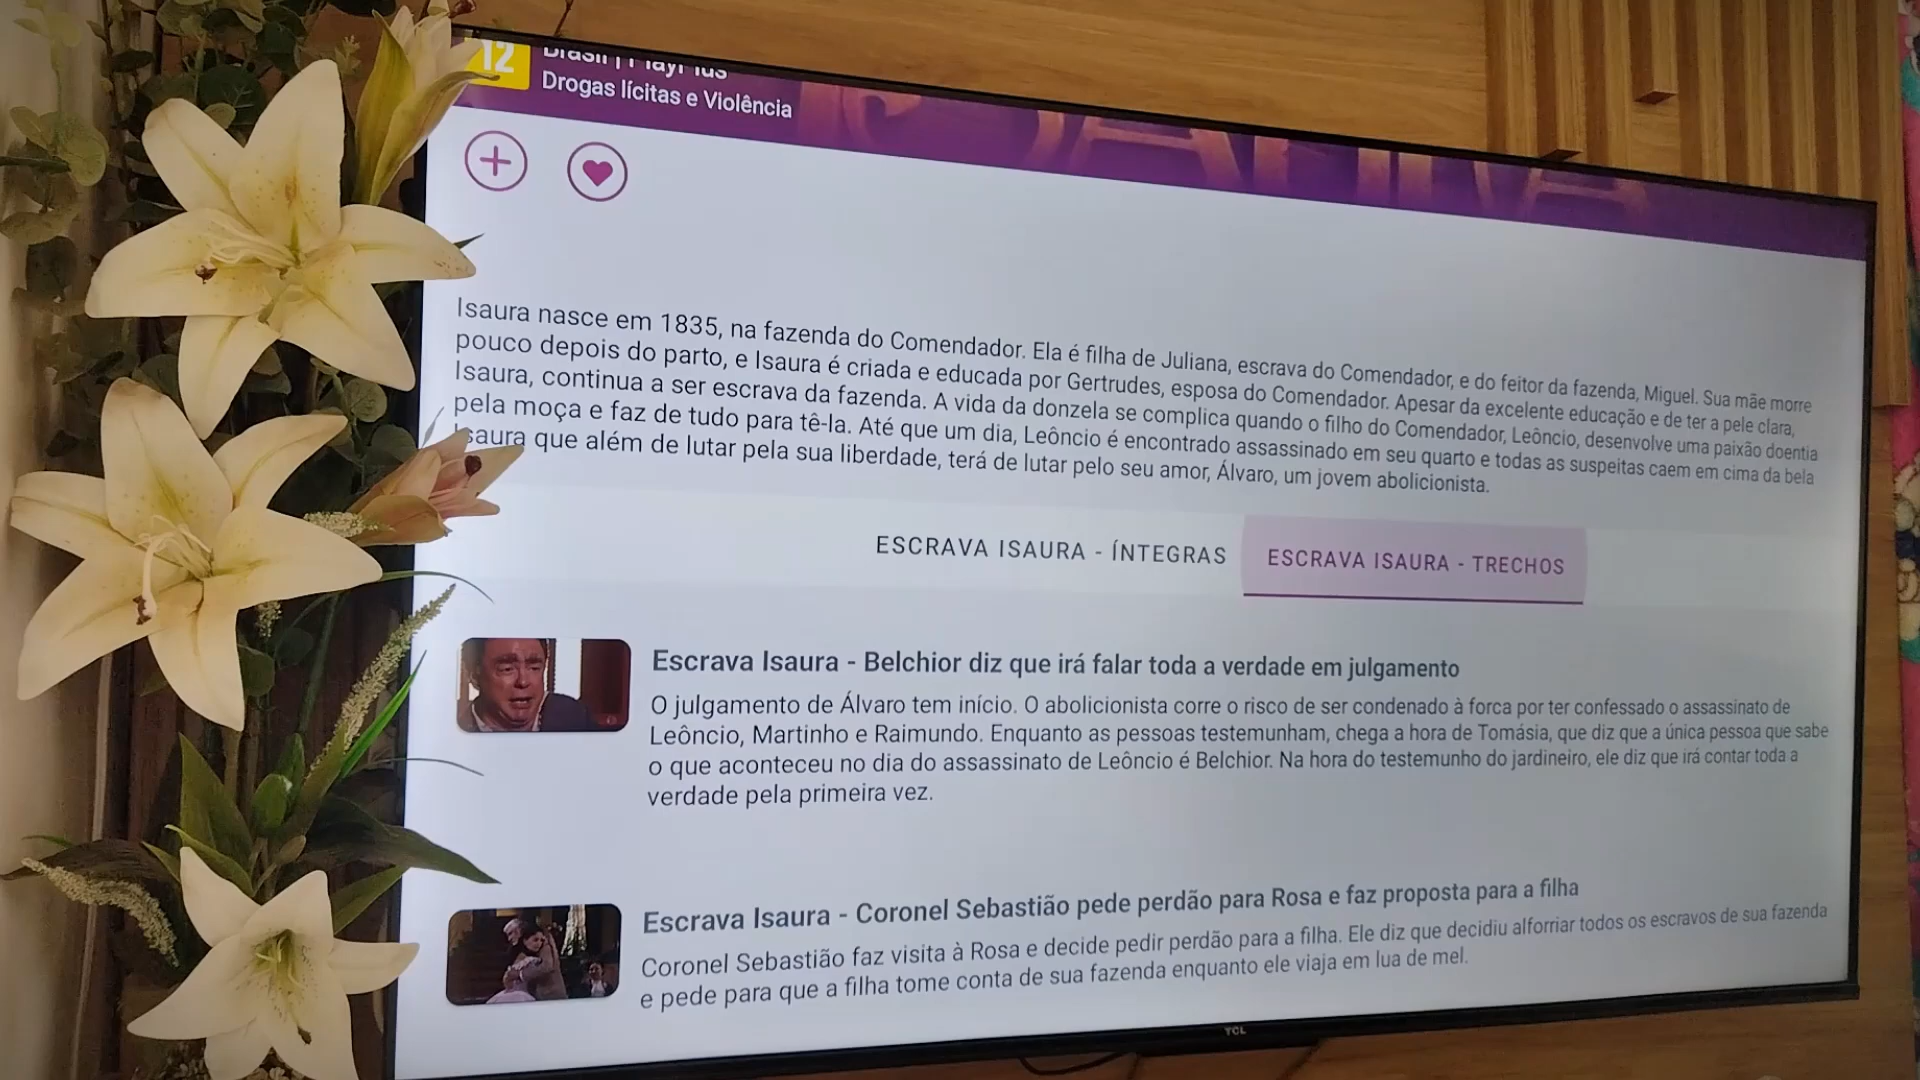 12
Brasil | PlayPlus
Drogas lícitas e Violência
Isaura nasce em 1835, na fazenda do Comendador. Ela é filha de Juliana, escrava do Comendador, e do feitor da fazenda, Miguel. Sua mãe morre
pouco depois do parto, e Isaura é criada e educada por Gertrudes, esposa do Comendador. Apesar da excelente educação e de ter a pele clara,
Isaura, continua a ser escrava da fazenda. A vida da donzela se complica quando o filho do Comendador, Leôncio, desenvolve uma paixão doentia
pela moça e faz de tudo para tê-la. Até que um dia, Leôncio é encontrado assassinado em seu quarto e todas as suspeitas caem em cima da bela
Isaura que além de lutar pela sua liberdade, terá de lutar pelo seu amor, Álvaro, um jovem abolicionista.
ESCRAVA ISAURA - ÍNTEGRAS
ESCRAVA ISAURA - TRECHOS
Escrava Isaura - Belchior diz que irá falar toda a verdade em julgamento
O julgamento de Álvaro tem início. O abolicionista corre o risco de ser condenado à forca por ter confessado o assassinato de
Leôncio, Martinho e Raimundo. Enquanto as pessoas testemunham, chega a hora de Tomásia, que diz que a única pessoa que sabe
o que aconteceu no dia do assassinato de Leôncio é Belchior. Na hora do testemunho do jardineiro, ele diz que irá contar toda a
verdade pela primeira vez.
Escrava Isaura - Coronel Sebastião pede perdão para Rosa e faz proposta para a filha
Coronel Sebastião faz visita à Rosa e decide pedir perdão para a filha. Ele diz que decidiu alforriar todos os escravos de sua fazenda
e pede para que a filha tome conta de sua fazenda enquanto ele viaja em lua de mel.
TCL